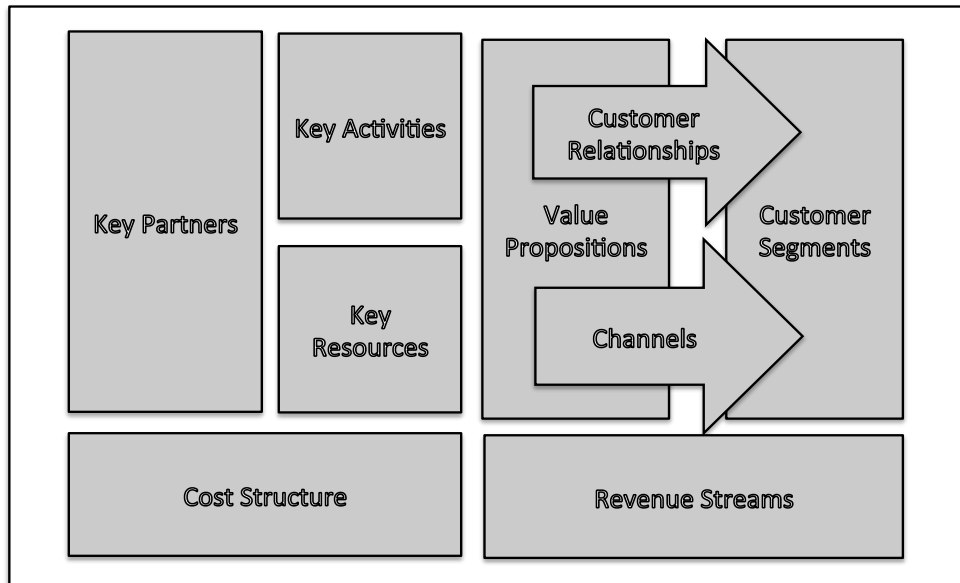 Key Partners
Key Activities
Key
Resources
Value
Propositions
Customer
Relationships
Channels
Customer
Segments
Cost Structure
Revenue Streams